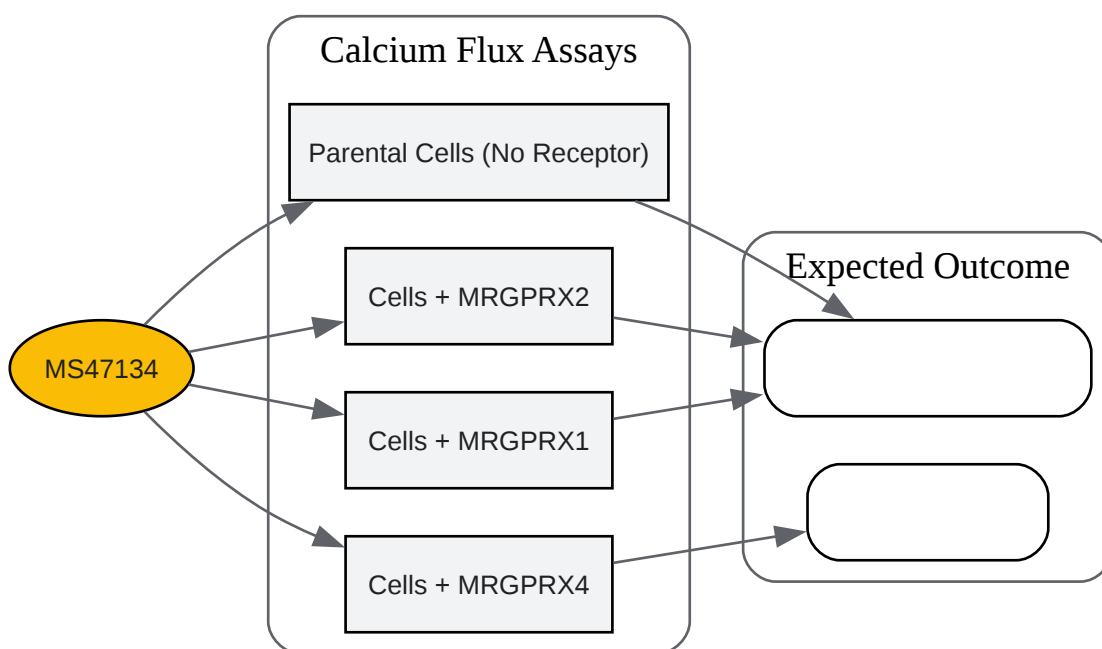 Calcium Flux Assays
Parental Cells (No Receptor)
Cells + MRGPRX2
Expected Outcome
MS47134
Cells + MRGPRX1
Cells + MRGPRX4